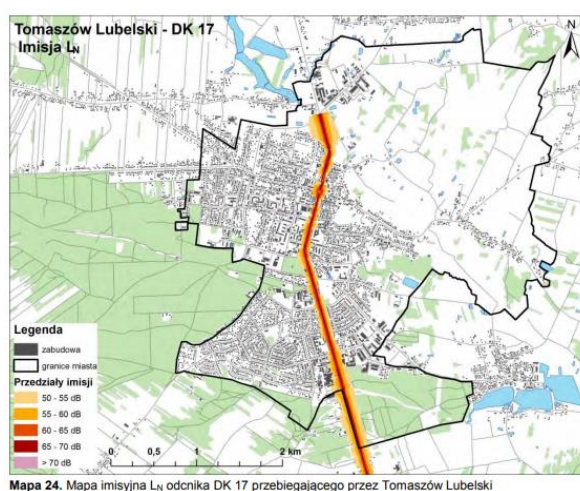 Tomaszów Lubelski - DK 17
Imisja LN
N
Legenda
zabudowa
granice miasta
Przedziały imisji
50 - 55 dB
55 - 60 dB
60 - 65 dB
65 - 70 dB
> 70 dB
0 0,5 1 2 km
Mapa 24. Mapa imisyjna LN odcnika DK 17 przebiegającego przez Tomaszów Lubelski